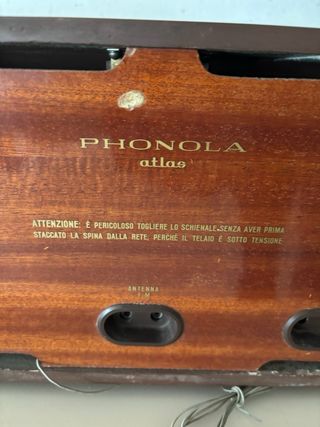 PHONOLA
atlas
ATTENZIONE: È PERICOLOSO TOGLIERE LO SCHIENALE SENZA AVER PRIMA
STACCATO LA SPINA DALLA RETE, PERCHÈ IL TELAIO È SOTTO TENSIONE
ANTENNA
F M